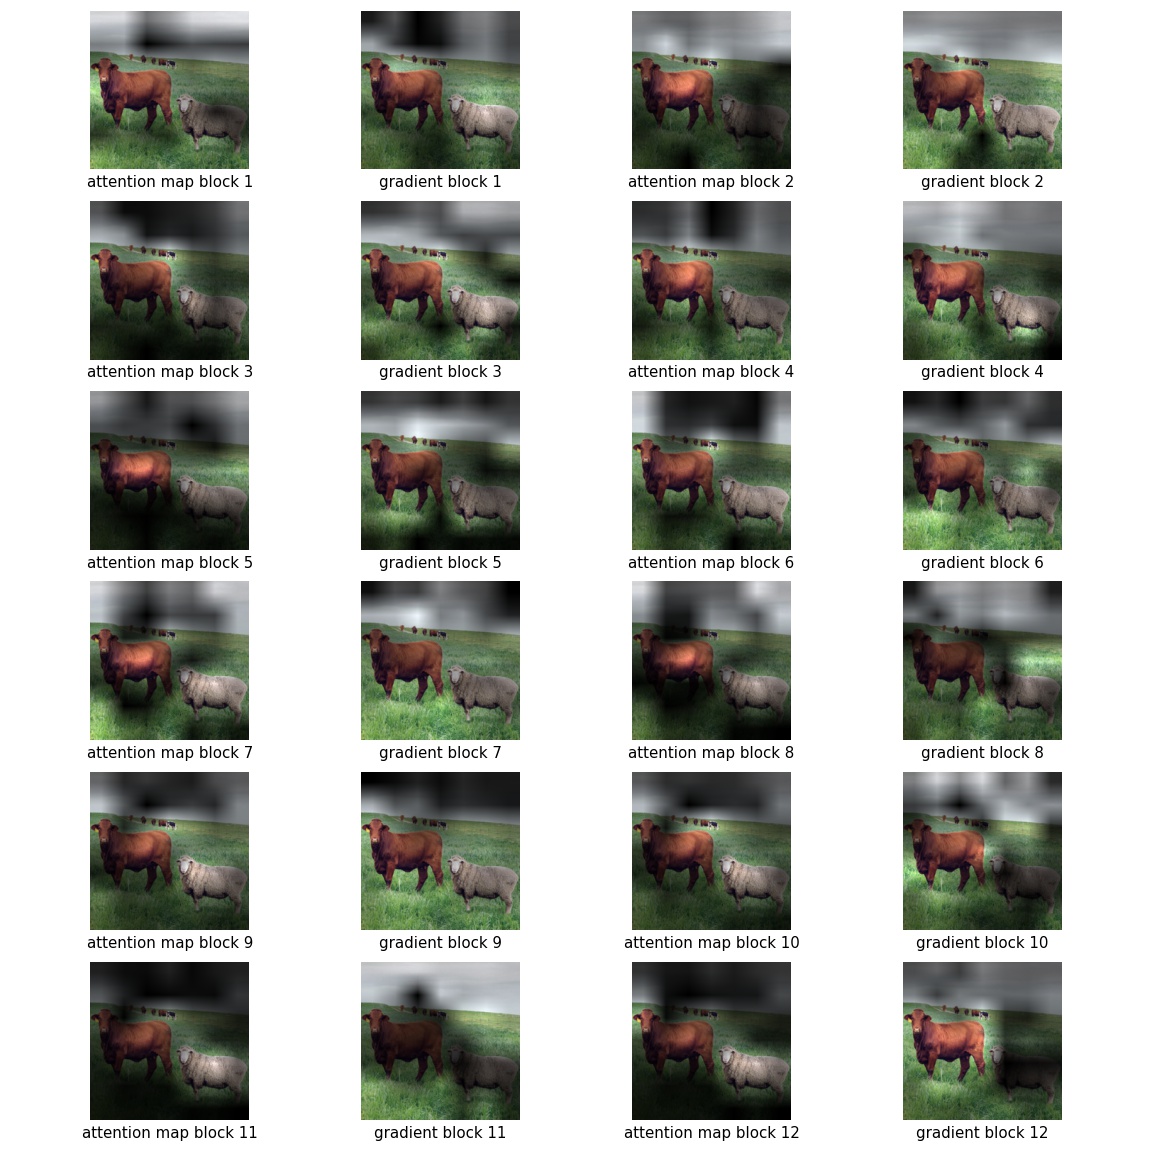 attention map block 1
gradient block 1
attention map block 2
gradient block 2
attention map block 3
gradient block 3
attention map block 4
gradient block 4
attention map block 5
gradient block 5
attention map block 6
gradient block 6
attention map block 7
gradient block 7
attention map block 8
gradient block 8
attention map block 9
gradient block 9
attention map block 10
gradient block 10
attention map block 11
gradient block 11
attention map block 12
gradient block 12